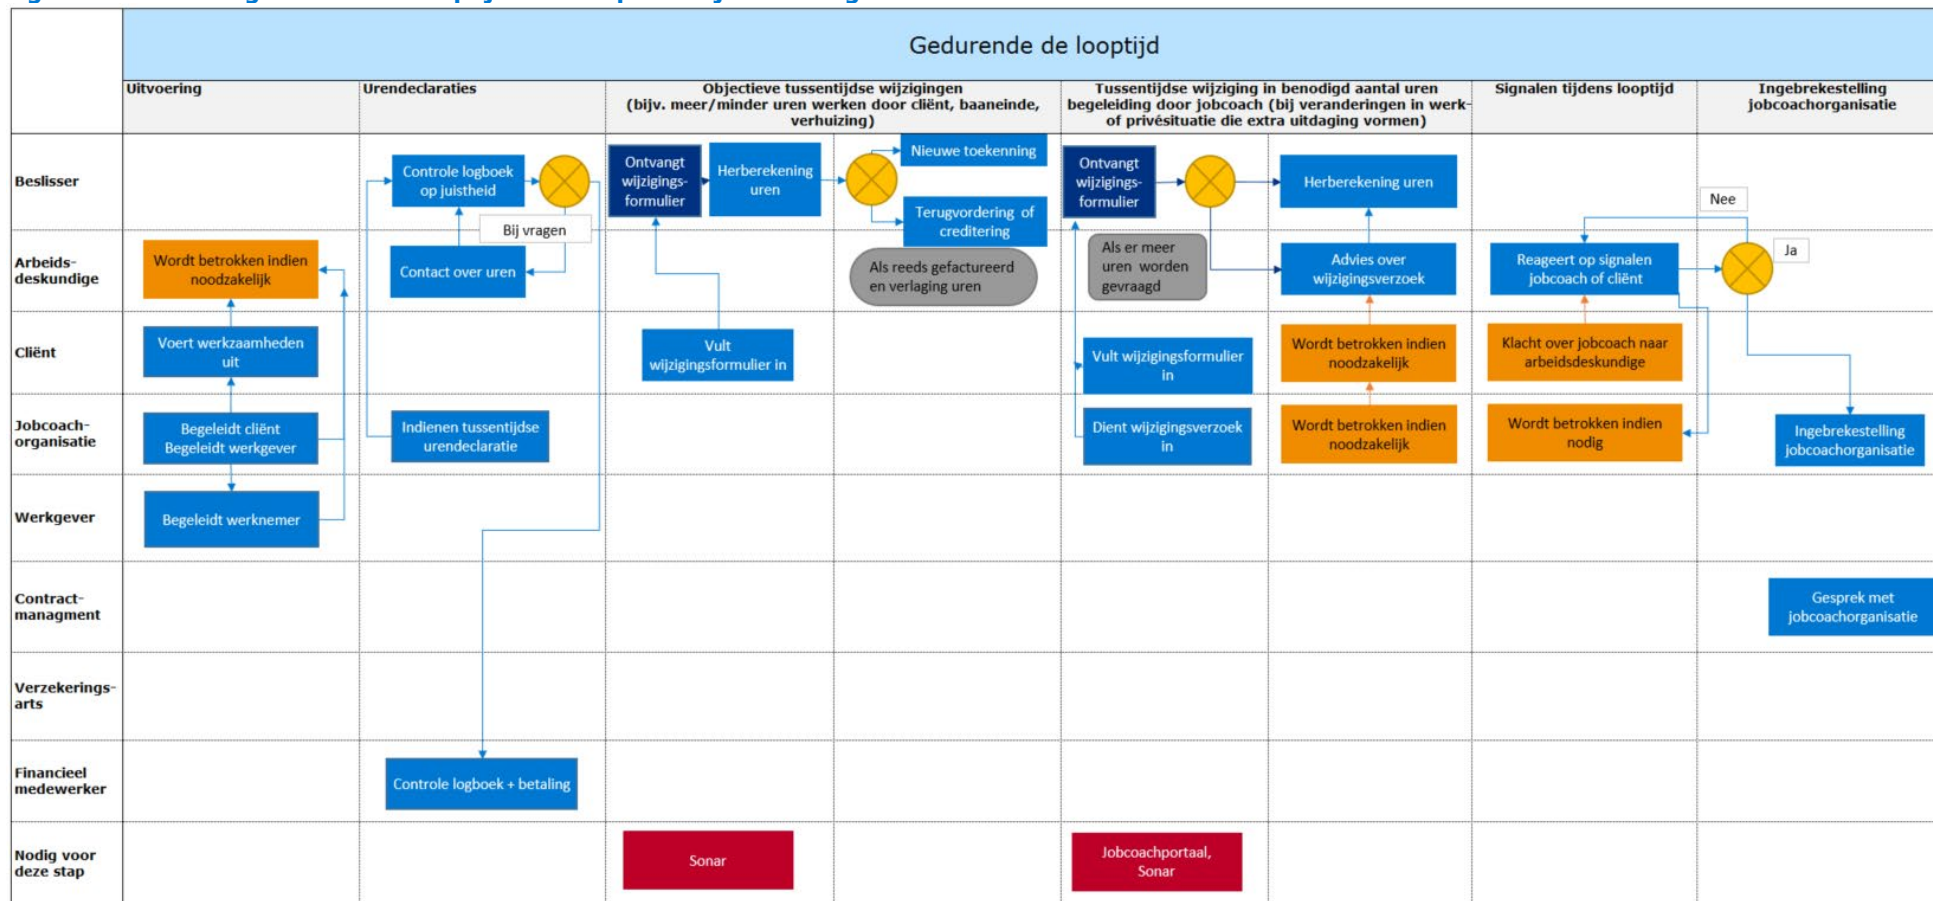 Gedurende de looptijd
Uitvoering
Urendeclaraties
Objectieve tussentijdse wijzigingen
(bijv. meer/minder uren werken door cliënt, baaneinde,
verhuizing)
Tussentijdse wijziging in benodigd aantal uren
begeleiding door jobcoach (bij veranderingen in werk-
of privésituatie die extra uitdaging vormen)
Signalen tijdens looptijd
Ingebrekestelling
jobcoachorganisatie
Beslisser
Controle logboek
op juistheid
Bij vragen
Ontvangt
wijzigings-
formulier
Herberekening
uren
Nieuwe toekenning
Terugvordering of
creditering
Ontvangt
wijzigings-
formulier
Herberekening uren
Nee
Arbeids-
deskundige
Wordt betrokken indien
noodzakelijk
Contact over uren
Als reeds gefactureerd
en verlaging uren
Als er meer
uren worden
gevraagd
Advies over
wijzigingsverzoek
Reageert op signalen
jobcoach of cliënt
Ja
Cliënt
Voert werkzaamheden
uit
Vult
wijzigingsformulier in
Vult wijzigingsformulier
in
Wordt betrokken indien
noodzakelijk
Klacht over jobcoach naar
arbeidsdeskundige
Jobcoach-
organisatie
Begeleidt cliënt
Begeleidt werkgever
Indienen tussentijdse
urendeclaratie
Dient wijzigingsverzoek
in
Wordt betrokken indien
noodzakelijk
Wordt betrokken indien
nodig
Ingebrekestelling
jobcoachorganisatie
Werkgever
Begeleidt werknemer
Contract-
managment
Gesprek met
jobcoachorganisatie
Verzekerings-
arts
Financieel
medewerker
Controle logboek + betaling
Nodig voor
deze stap
Sonar
Jobcoachportaal,
Sonar